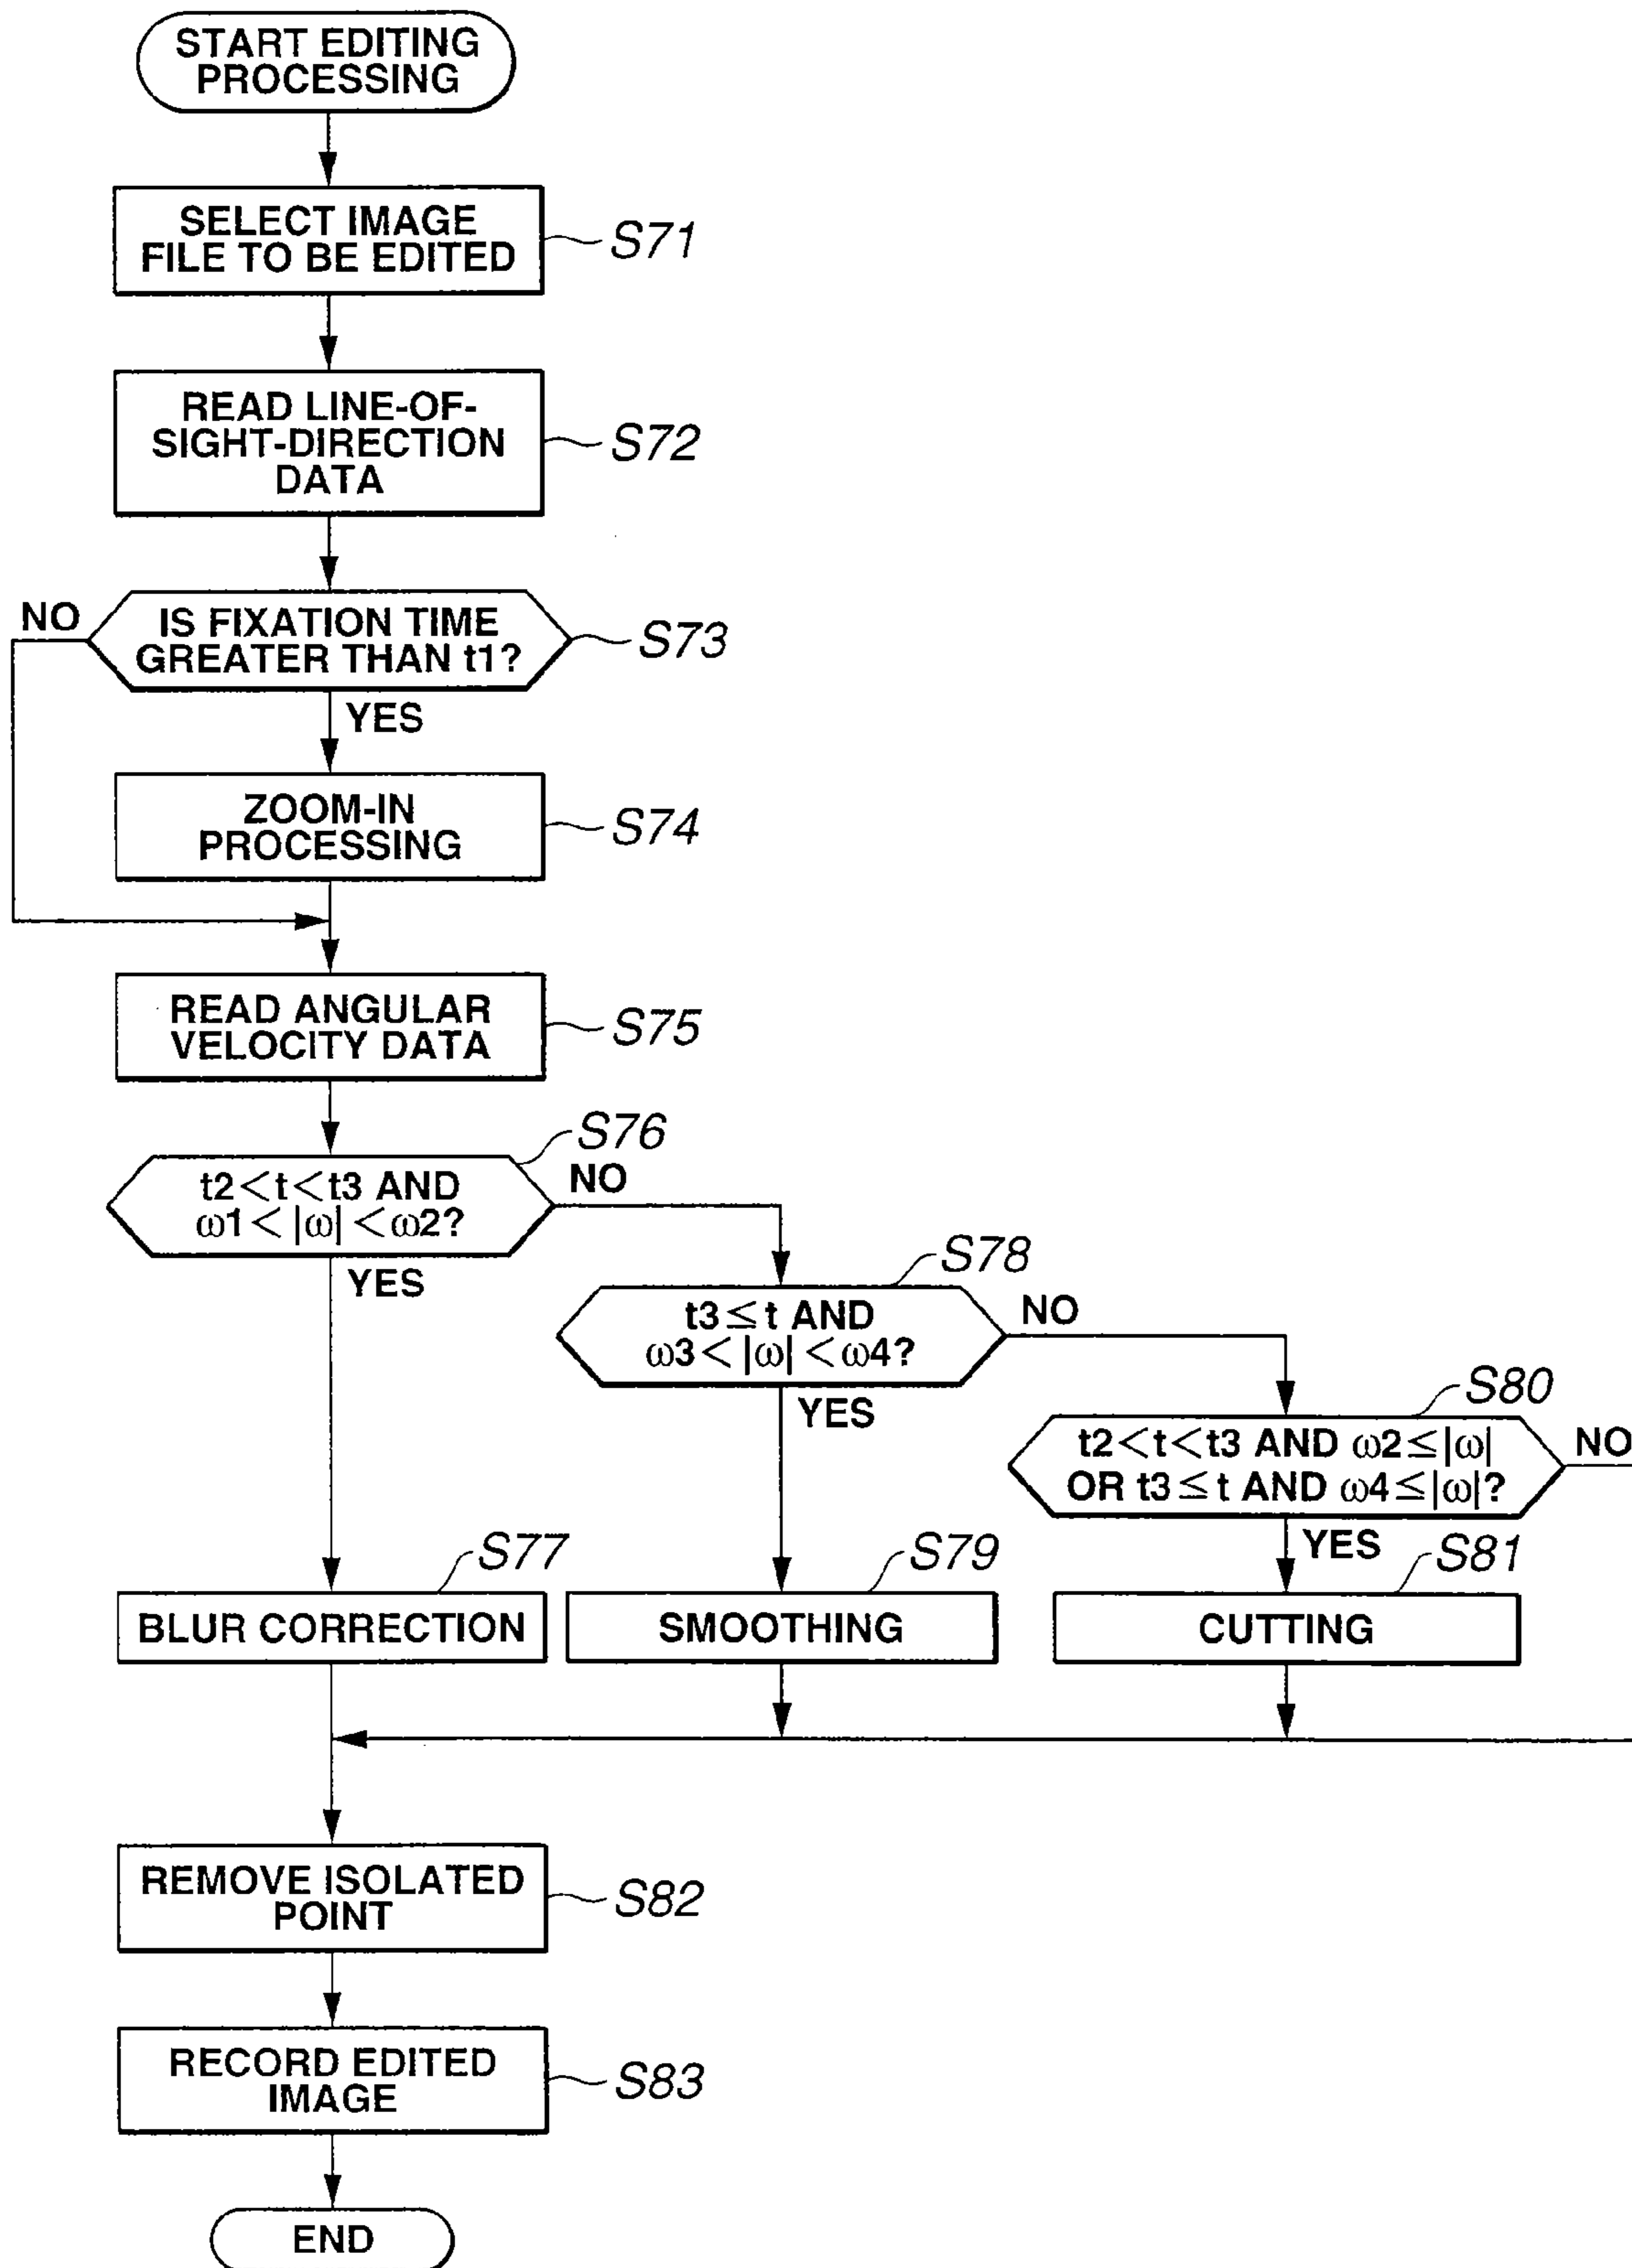 START EDITING
PROCESSING
SELECT IMAGE
FILE TO BE EDITED
S71
READ LINE-OF-
SIGHT-DIRECTION
DATA
S72
NO
IS FIXATION TIME
GREATER THAN t1?
S73
YES
ZOOM-IN
PROCESSING
S74
READ ANGULAR
VELOCITY DATA
S75
S76
t2<t<t3 AND
ω1<|ω|<ω2?
NO
YES
S78
t3≤t AND
ω3<|ω|<ω4?
NO
YES
S80
t2<t<t3 AND ω2≤|ω|
OR t3≤t AND ω4≤|ω|?
NO
YES
S77
BLUR CORRECTION
S79
SMOOTHING
S81
CUTTING
REMOVE ISOLATED
POINT
S82
RECORD EDITED
IMAGE
S83
END